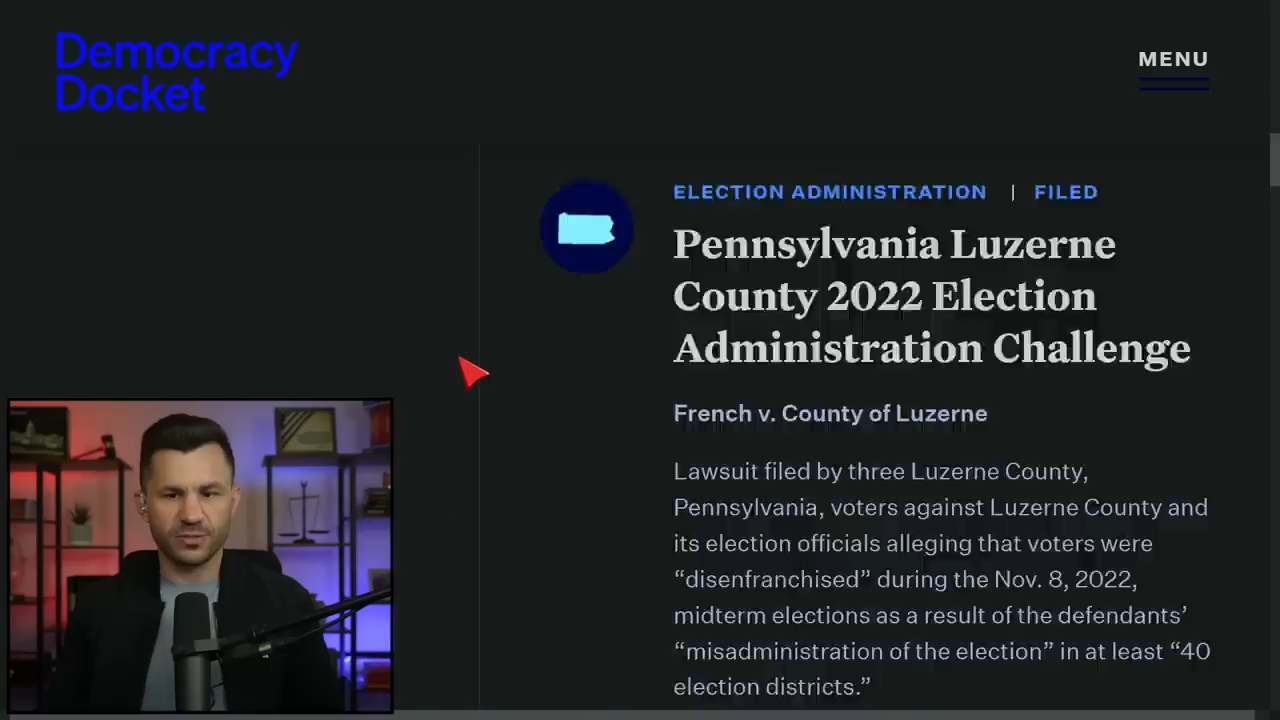 Democracy
Docket
MENU
ELECTION ADMINISTRATION | FILED
Pennsylvania Luzerne
County 2022 Election
Administration Challenge
French v. County of Luzerne
Lawsuit filed by three Luzerne County,
Pennsylvania, voters against Luzerne County and
its election officials alleging that voters were
“disenfranchised” during the Nov. 8, 2022,
midterm elections as a result of the defendants’
“misadministration of the election” in at least “40
election districts.”